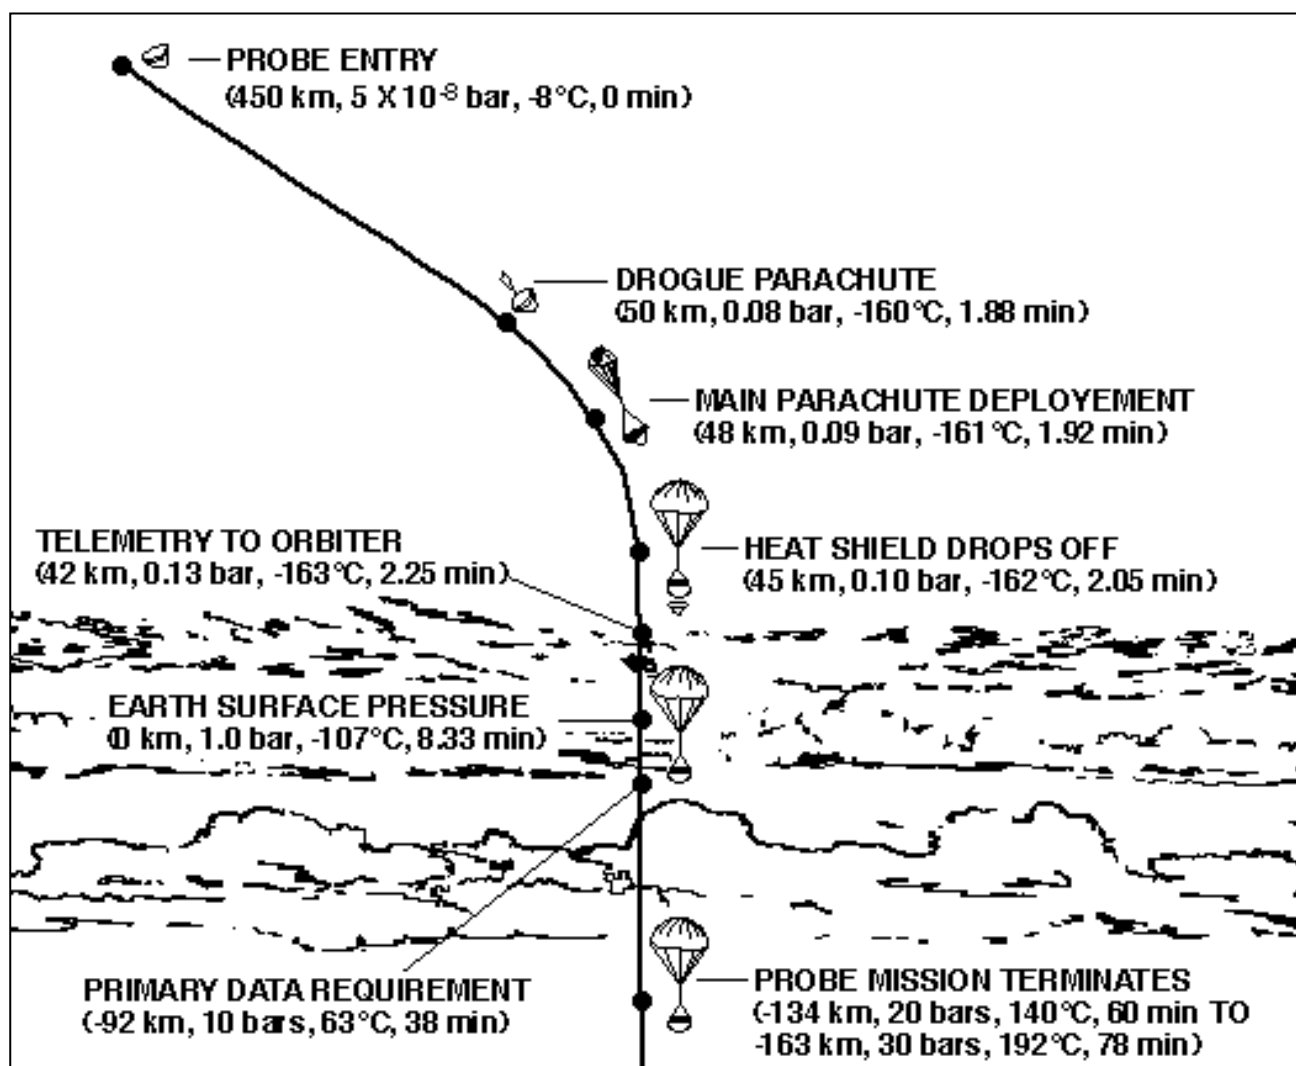 PROBE ENTRY
(450 km, 5 X 10⁻⁸ bar, -8°C, 0 min)
DROGUE PARACHUTE
(50 km, 0.08 bar, -160°C, 1.88 min)
MAIN PARACHUTE DEPLOYEMENT
(48 km, 0.09 bar, -161°C, 1.92 min)
TELEMETRY TO ORBITER
(42 km, 0.13 bar, -163°C, 2.25 min)
HEAT SHIELD DROPS OFF
(45 km, 0.10 bar, -162°C, 2.05 min)
EARTH SURFACE PRESSURE
(0 km, 1.0 bar, -107°C, 8.33 min)
PRIMARY DATA REQUIREMENT
(-92 km, 10 bars, 63°C, 38 min)
PROBE MISSION TERMINATES
(-134 km, 20 bars, 140°C, 60 min TO
-163 km, 30 bars, 192°C, 78 min)